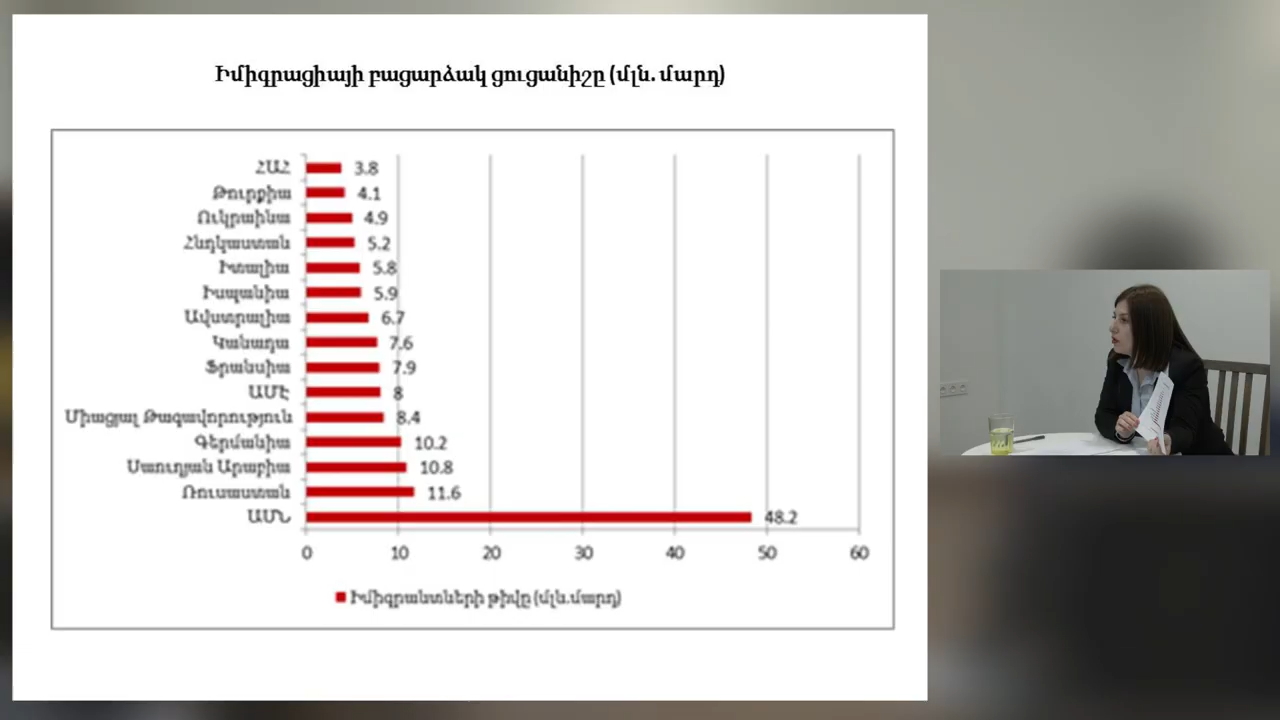 Իմիգրացիայի բացարձակ ցուցանիշը (մլն. մարդ)
ՀԱՀ 3.8
Թուրքիա 4.1
Ուկրաինա 4.9
Հնդկաստան 5.2
Իտալիա 5.8
Իսպանիա 5.9
Ավստրալիա 6.7
Կանադա 7.6
Ֆրանսիա 7.9
ԱՄԷ 8
Միացյալ Թագավորություն 8.4
Գերմանիա 10.2
Սաուդյան Արաբիա 10.8
Ռուսաստան 11.6
ԱՄՆ 48.2
0 10 20 30 40 50 60
Իմիգրանտների թիվը (մլն.մարդ)